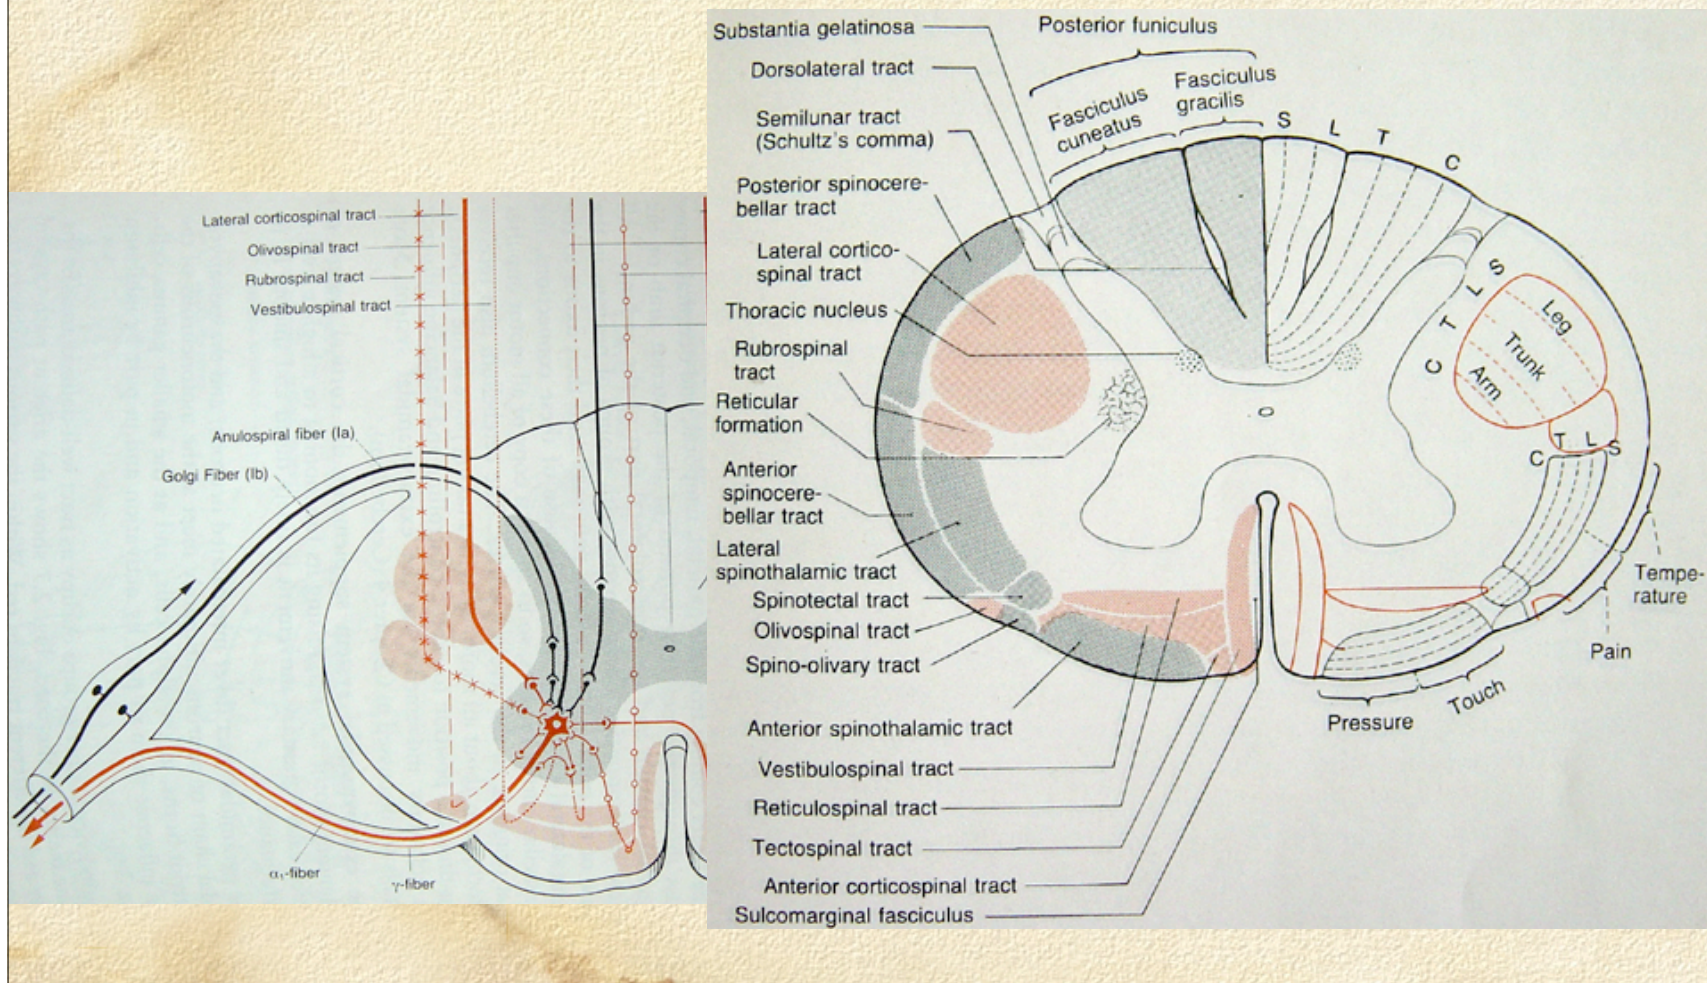 Lateral corticospinal tract
Olivospinal tract
Rubrospinal tract
Vestibulospinal tract
Anulospiral fiber (Ia)
Golgi Fiber (Ib)
α₁-fiber
γ-fiber
Substantia gelatinosa
Dorsolateral tract
Semilunar tract
(Schultz's comma)
Posterior spinocere-
bellar tract
Lateral cortico-
spinal tract
Thoracic nucleus
Rubrospinal
tract
Reticular
formation
Anterior
spinocere-
bellar tract
Lateral
spinothalamic tract
Spinotectal tract
Olivospinal tract
Spino-olivary tract
Anterior spinothalamic tract
Vestibulospinal tract
Reticulospinal tract
Tectospinal tract
Anterior corticospinal tract
Sulcomarginal fasciculus
Posterior funiculus
Fasciculus
cuneatus
Fasciculus
gracilis
S L T C
S
L
T
C
Leg
Trunk
Arm
C T L S
Tempe-
rature
Pain
Touch
Pressure